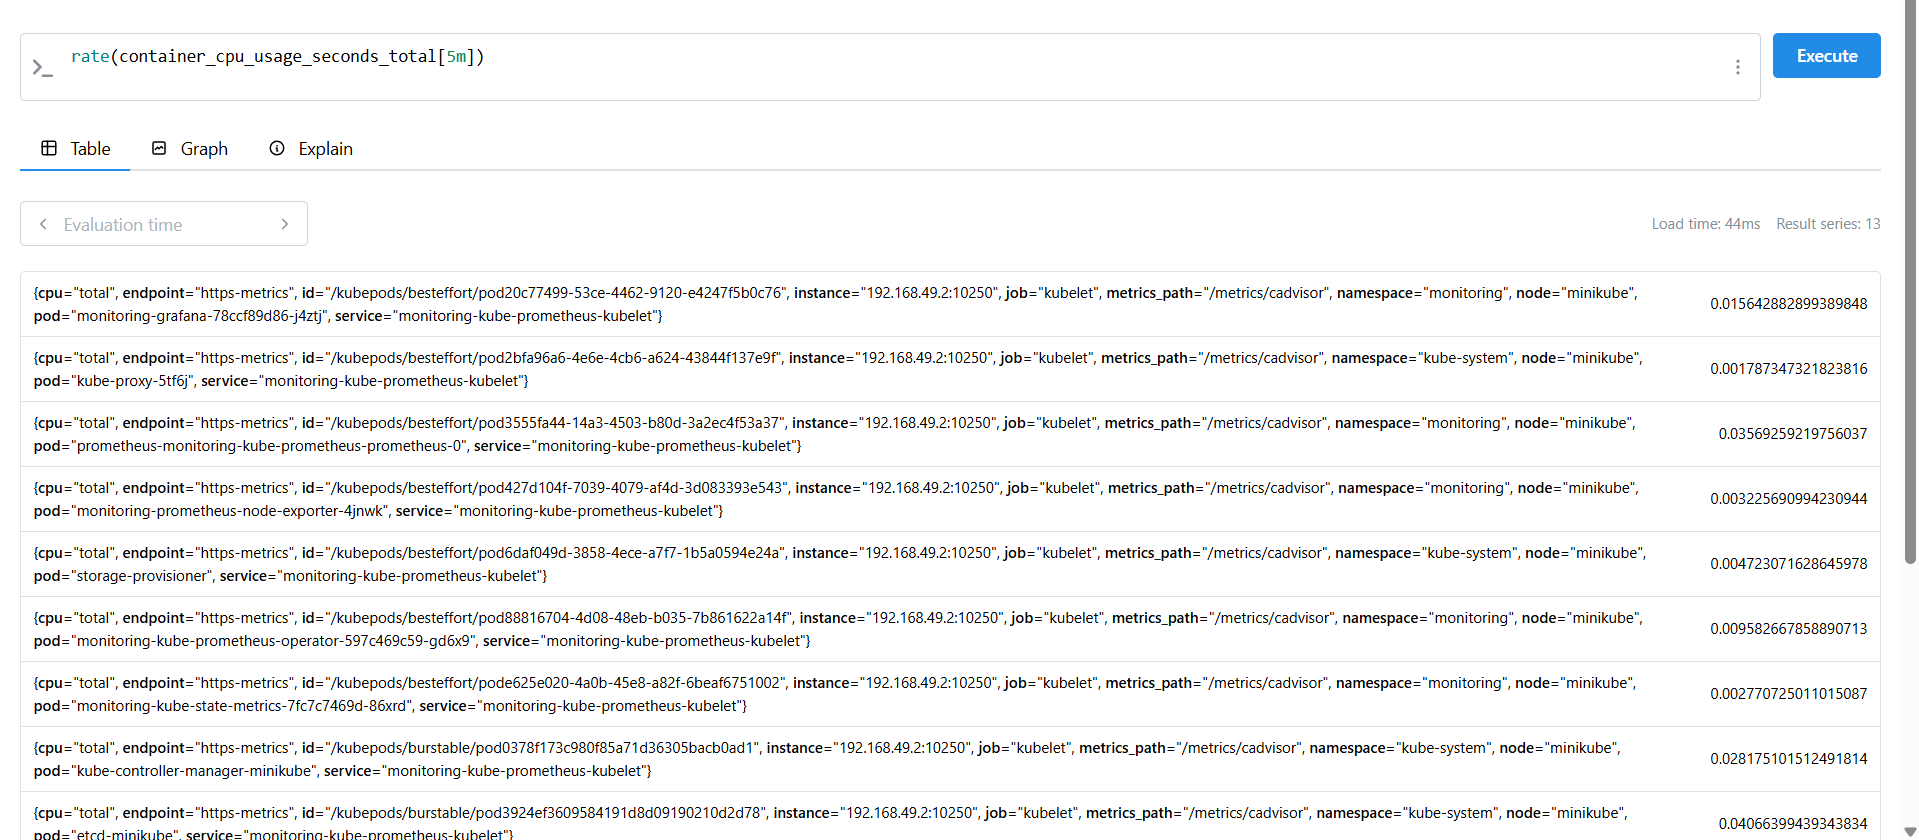 rate(container_cpu_usage_seconds_total[5m])
Execute
Table
Graph
Explain
Evaluation time
Load time: 44ms
Result series: 13
{cpu="total", endpoint="https-metrics", id="/kubepods/besteffort/pod20c77499-53ce-4462-9120-e4247f5b0c76", instance="192.168.49.2:10250", job="kubelet", metrics_path="/metrics/cadvisor", namespace="monitoring", node="minikube",
pod="monitoring-grafana-78ccf89d86-j4ztj", service="monitoring-kube-prometheus-kubelet"}
0.015642882899389848
{cpu="total", endpoint="https-metrics", id="/kubepods/besteffort/pod2bfa96a6-4e6e-4cb6-a624-43844f137e9f", instance="192.168.49.2:10250", job="kubelet", metrics_path="/metrics/cadvisor", namespace="kube-system", node="minikube",
pod="kube-proxy-5tf6j", service="monitoring-kube-prometheus-kubelet"}
0.001787347321823816
{cpu="total", endpoint="https-metrics", id="/kubepods/besteffort/pod3555fa44-14a3-4503-b80d-3a2ec4f53a37", instance="192.168.49.2:10250", job="kubelet", metrics_path="/metrics/cadvisor", namespace="monitoring", node="minikube",
pod="prometheus-monitoring-kube-prometheus-prometheus-0", service="monitoring-kube-prometheus-kubelet"}
0.03569259219756037
{cpu="total", endpoint="https-metrics", id="/kubepods/besteffort/pod427d104f-7039-4079-af4d-3d083393e543", instance="192.168.49.2:10250", job="kubelet", metrics_path="/metrics/cadvisor", namespace="monitoring", node="minikube",
pod="monitoring-prometheus-node-exporter-4jnwk", service="monitoring-kube-prometheus-kubelet"}
0.003225690994230944
{cpu="total", endpoint="https-metrics", id="/kubepods/besteffort/pod6daf049d-3858-4ece-a7f7-1b5a0594e24a", instance="192.168.49.2:10250", job="kubelet", metrics_path="/metrics/cadvisor", namespace="kube-system", node="minikube",
pod="storage-provisioner", service="monitoring-kube-prometheus-kubelet"}
0.004723071628645978
{cpu="total", endpoint="https-metrics", id="/kubepods/besteffort/pod88816704-4d08-48eb-b035-7b861622a14f", instance="192.168.49.2:10250", job="kubelet", metrics_path="/metrics/cadvisor", namespace="monitoring", node="minikube",
pod="monitoring-kube-prometheus-operator-597c469c59-gd6x9", service="monitoring-kube-prometheus-kubelet"}
0.009582667858890713
{cpu="total", endpoint="https-metrics", id="/kubepods/besteffort/pode625e020-4a0b-45e8-a82f-6beaf6751002", instance="192.168.49.2:10250", job="kubelet", metrics_path="/metrics/cadvisor", namespace="monitoring", node="minikube",
pod="monitoring-kube-state-metrics-7fc7c7469d-86xrd", service="monitoring-kube-prometheus-kubelet"}
0.002770725011015087
{cpu="total", endpoint="https-metrics", id="/kubepods/burstable/pod0378f173c980f85a71d36305bacb0ad1", instance="192.168.49.2:10250", job="kubelet", metrics_path="/metrics/cadvisor", namespace="kube-system", node="minikube",
pod="kube-controller-manager-minikube", service="monitoring-kube-prometheus-kubelet"}
0.028175101512491814
{cpu="total", endpoint="https-metrics", id="/kubepods/burstable/pod3924ef3609584191d8d09190210d2d78", instance="192.168.49.2:10250", job="kubelet", metrics_path="/metrics/cadvisor", namespace="kube-system", node="minikube",
pod="etcd-minikube", service="monitoring-kube-prometheus-kubelet"}
0.04066399439343834